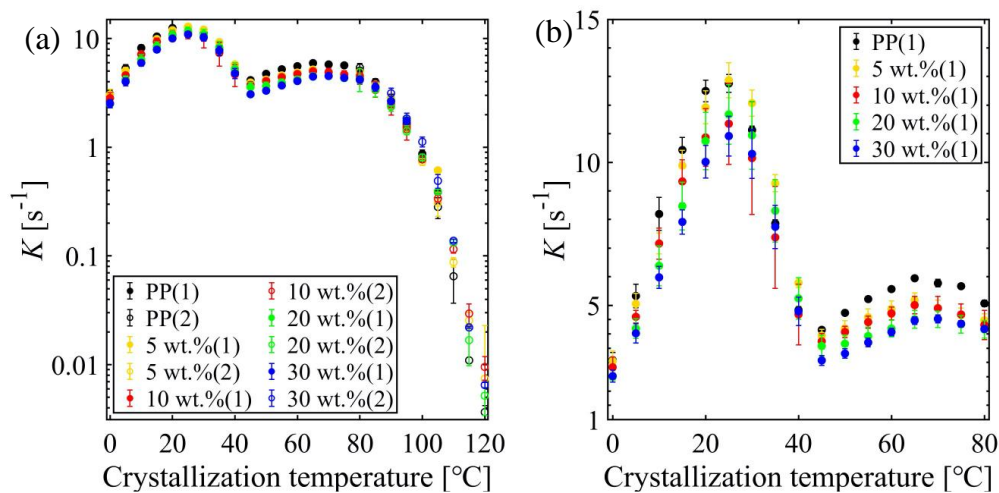 (a)
10
1
0.1
0.01
K [s⁻¹]
PP(1)
PP(2)
5 wt.%(1)
5 wt.%(2)
10 wt.%(1)
10 wt.%(2)
20 wt.%(1)
20 wt.%(2)
30 wt.%(1)
30 wt.%(2)
0 20 40 60 80 100 120
Crystallization temperature [°C]
(b)
15
10
5
1
K [s⁻¹]
PP(1)
5 wt.%(1)
10 wt.%(1)
20 wt.%(1)
30 wt.%(1)
0 20 40 60 80
Crystallization temperature [°C]